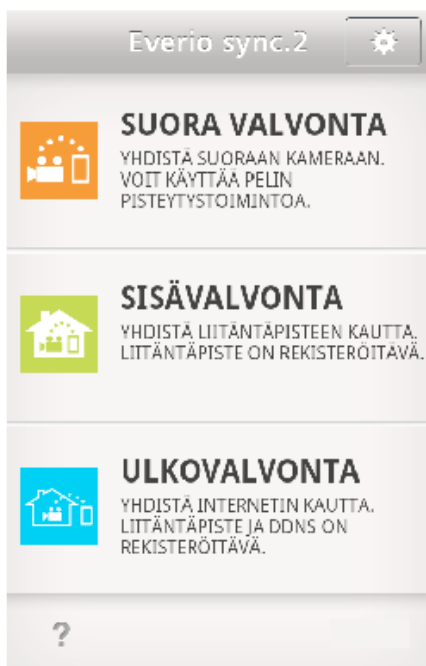 Everio sync.2
SUORA VALVONTA
YHDISTÄ SUORAAN KAMERAAN.
VOIT KÄYTTÄÄ PELIN
PISTEYTYSTOIMINTOA.
SISÄVALVONTA
YHDISTÄ LIITÄNTÄPISTEEN KAUTTA.
LIITÄNTÄPISTE ON REKISTERÖITÄVÄ.
ULKOVALVONTA
YHDISTÄ INTERNETIN KAUTTA.
LIITÄNTÄPISTE JA DDNS ON
REKISTERÖITÄVÄ.
?